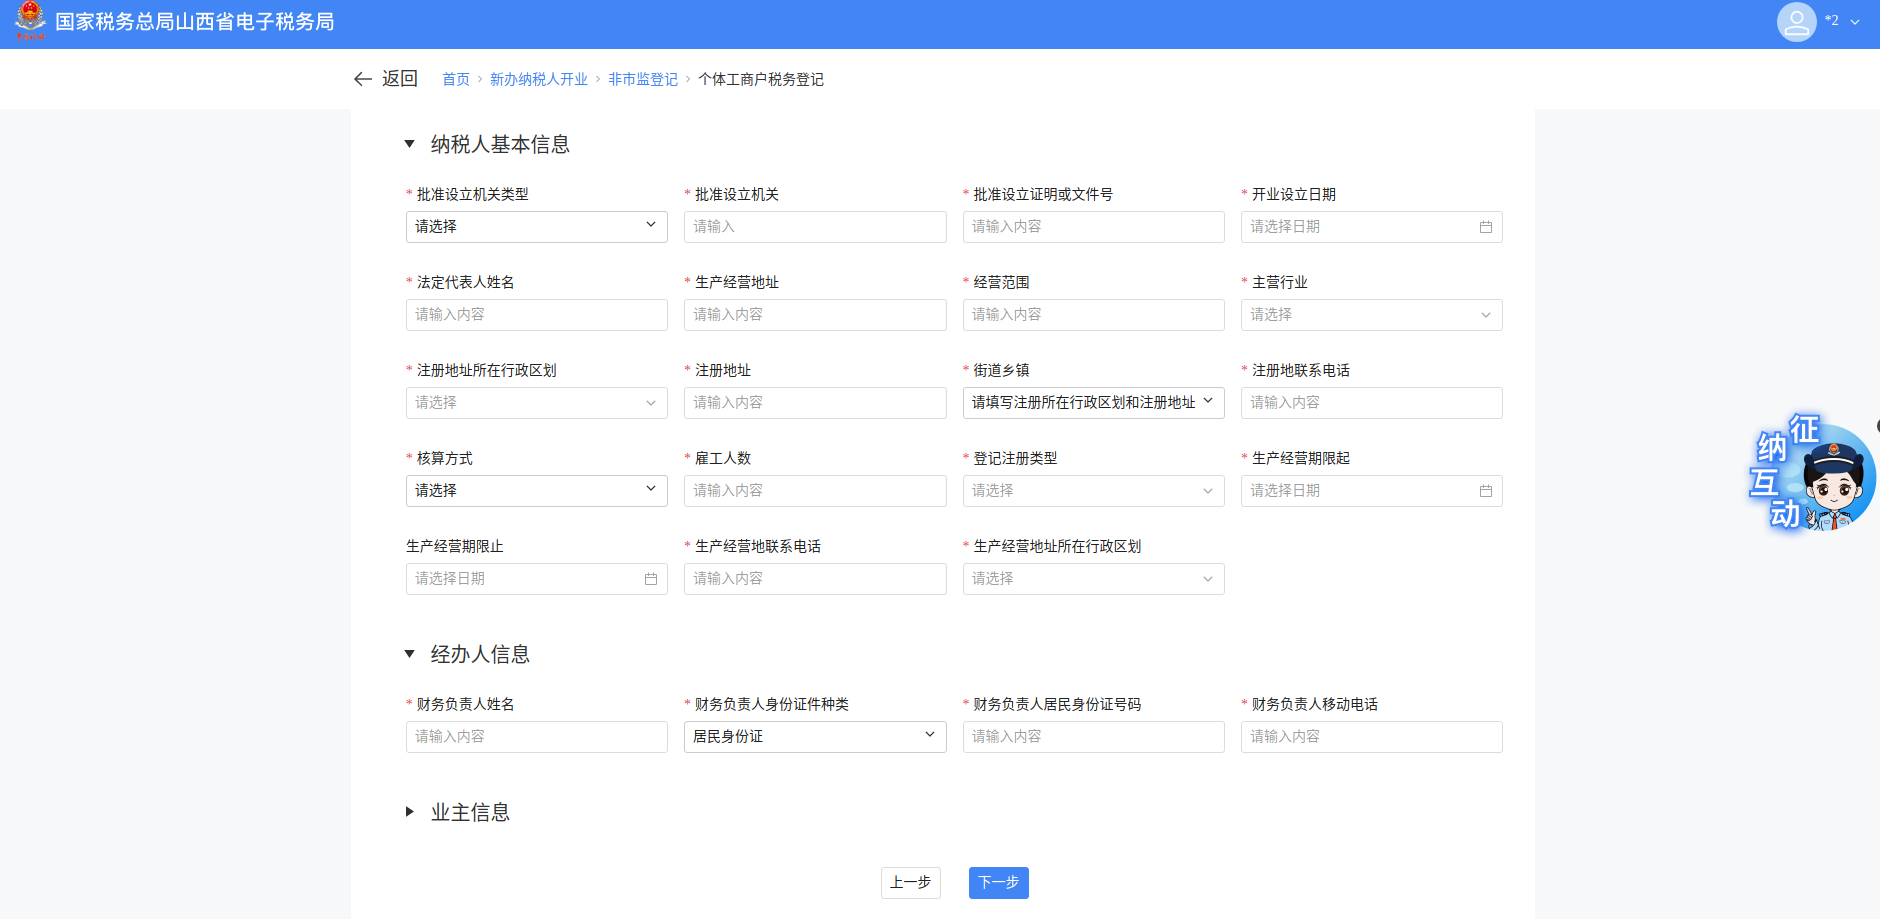 国家税务总局山西省电子税务局
*2
返回 首页 > 新办纳税人开业 > 非市监登记 > 个体工商户税务登记
纳税人基本信息
* 批准设立机关类型 * 批准设立机关 * 批准设立证明或文件号 * 开业设立日期
请选择 请输入 请输入内容 请选择日期
* 法定代表人姓名 * 生产经营地址 * 经营范围 * 主营行业
请输入内容 请输入内容 请输入内容 请选择
* 注册地址所在行政区划 * 注册地址 * 街道乡镇 * 注册地联系电话
请选择 请输入内容 请填写注册所在行政区划和注册地址 请输入内容
* 核算方式 * 雇工人数 * 登记注册类型 * 生产经营期限起
请选择 请输入内容 请选择 请选择日期
生产经营期限止 * 生产经营地联系电话 * 生产经营地址所在行政区划
请选择日期 请输入内容 请选择
经办人信息
* 财务负责人姓名 * 财务负责人身份证件种类 * 财务负责人居民身份证号码 * 财务负责人移动电话
请输入内容 居民身份证 请输入内容 请输入内容
业主信息
上一步 下一步
征纳互动